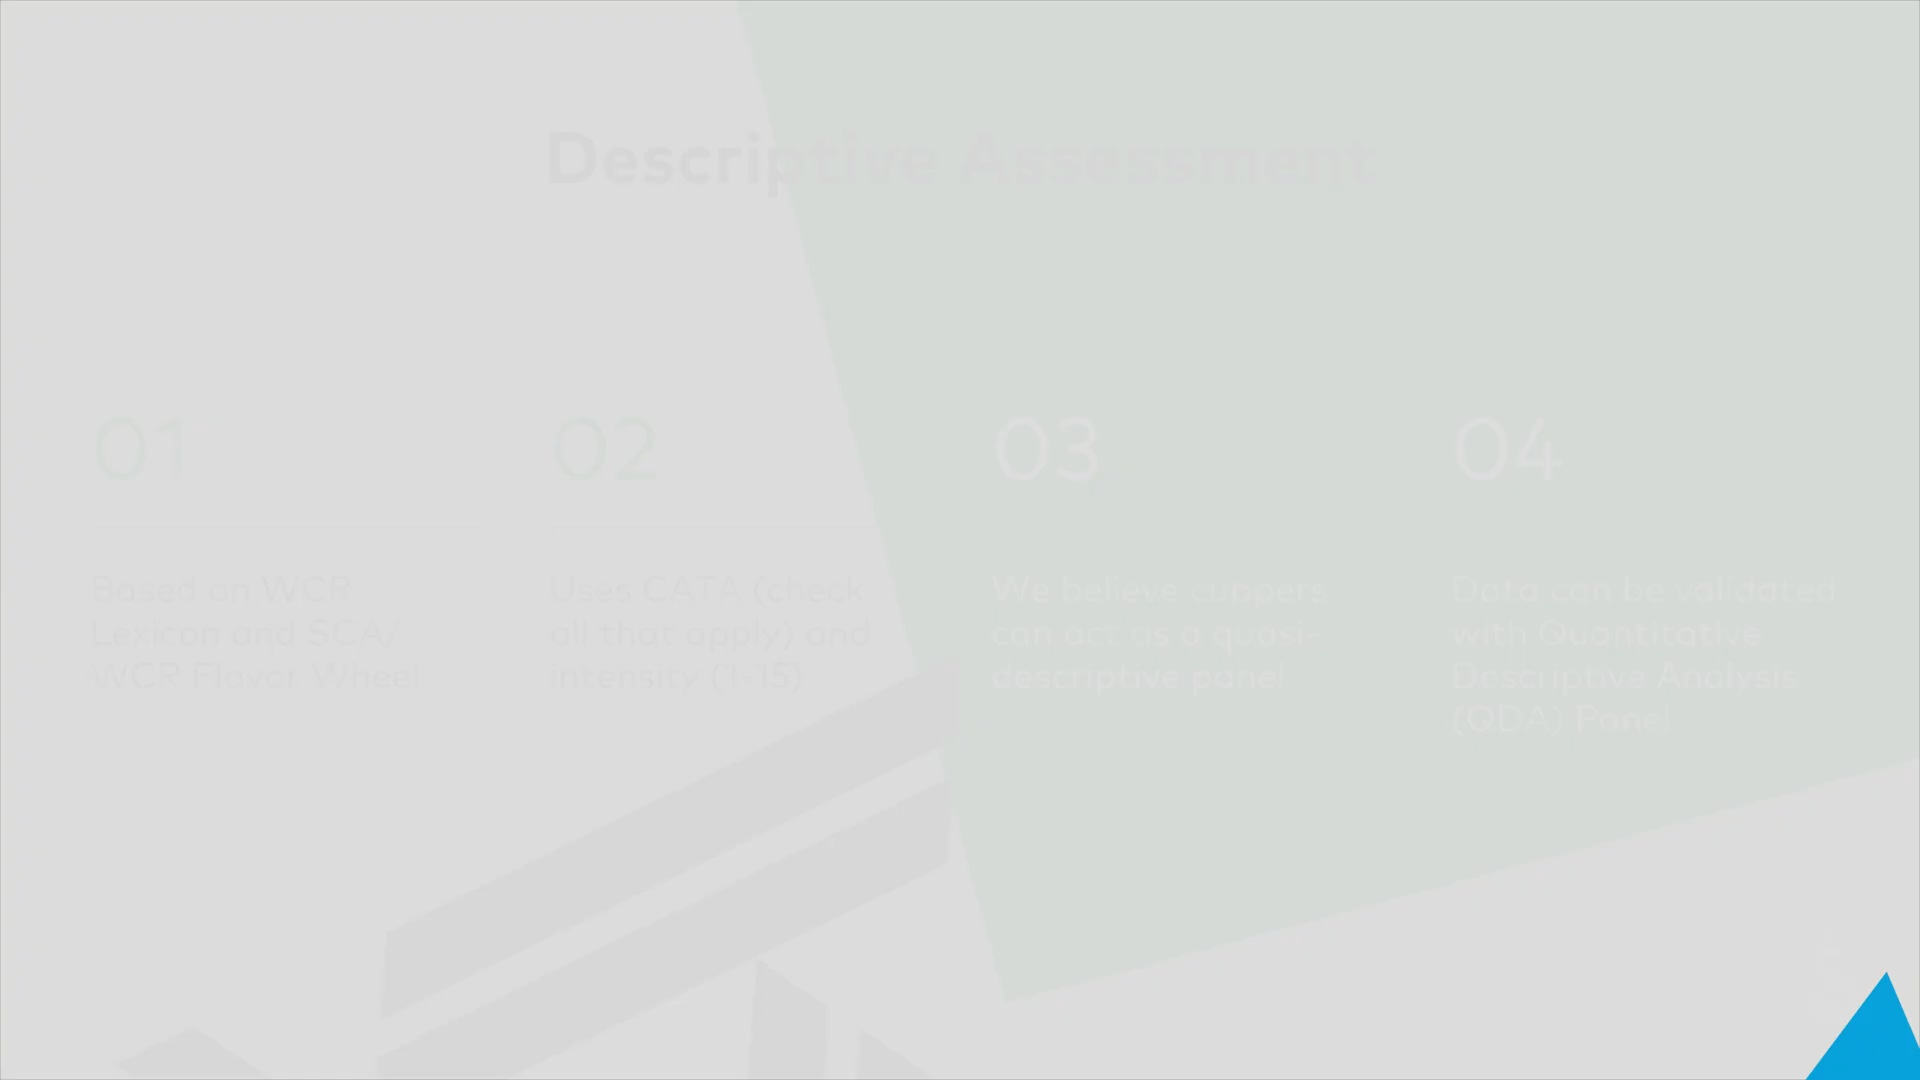 Descriptive Assessment
01
Based on WCR
Lexicon and SCA/
WCR Flavor Wheel
02
Uses CATA (check
all that apply) and
intensity (1-15)
03
We believe cuppers
can act as a quasi-
descriptive panel
04
Data can be validated
with Quantitative
Descriptive Analysis
(QDA) Panel